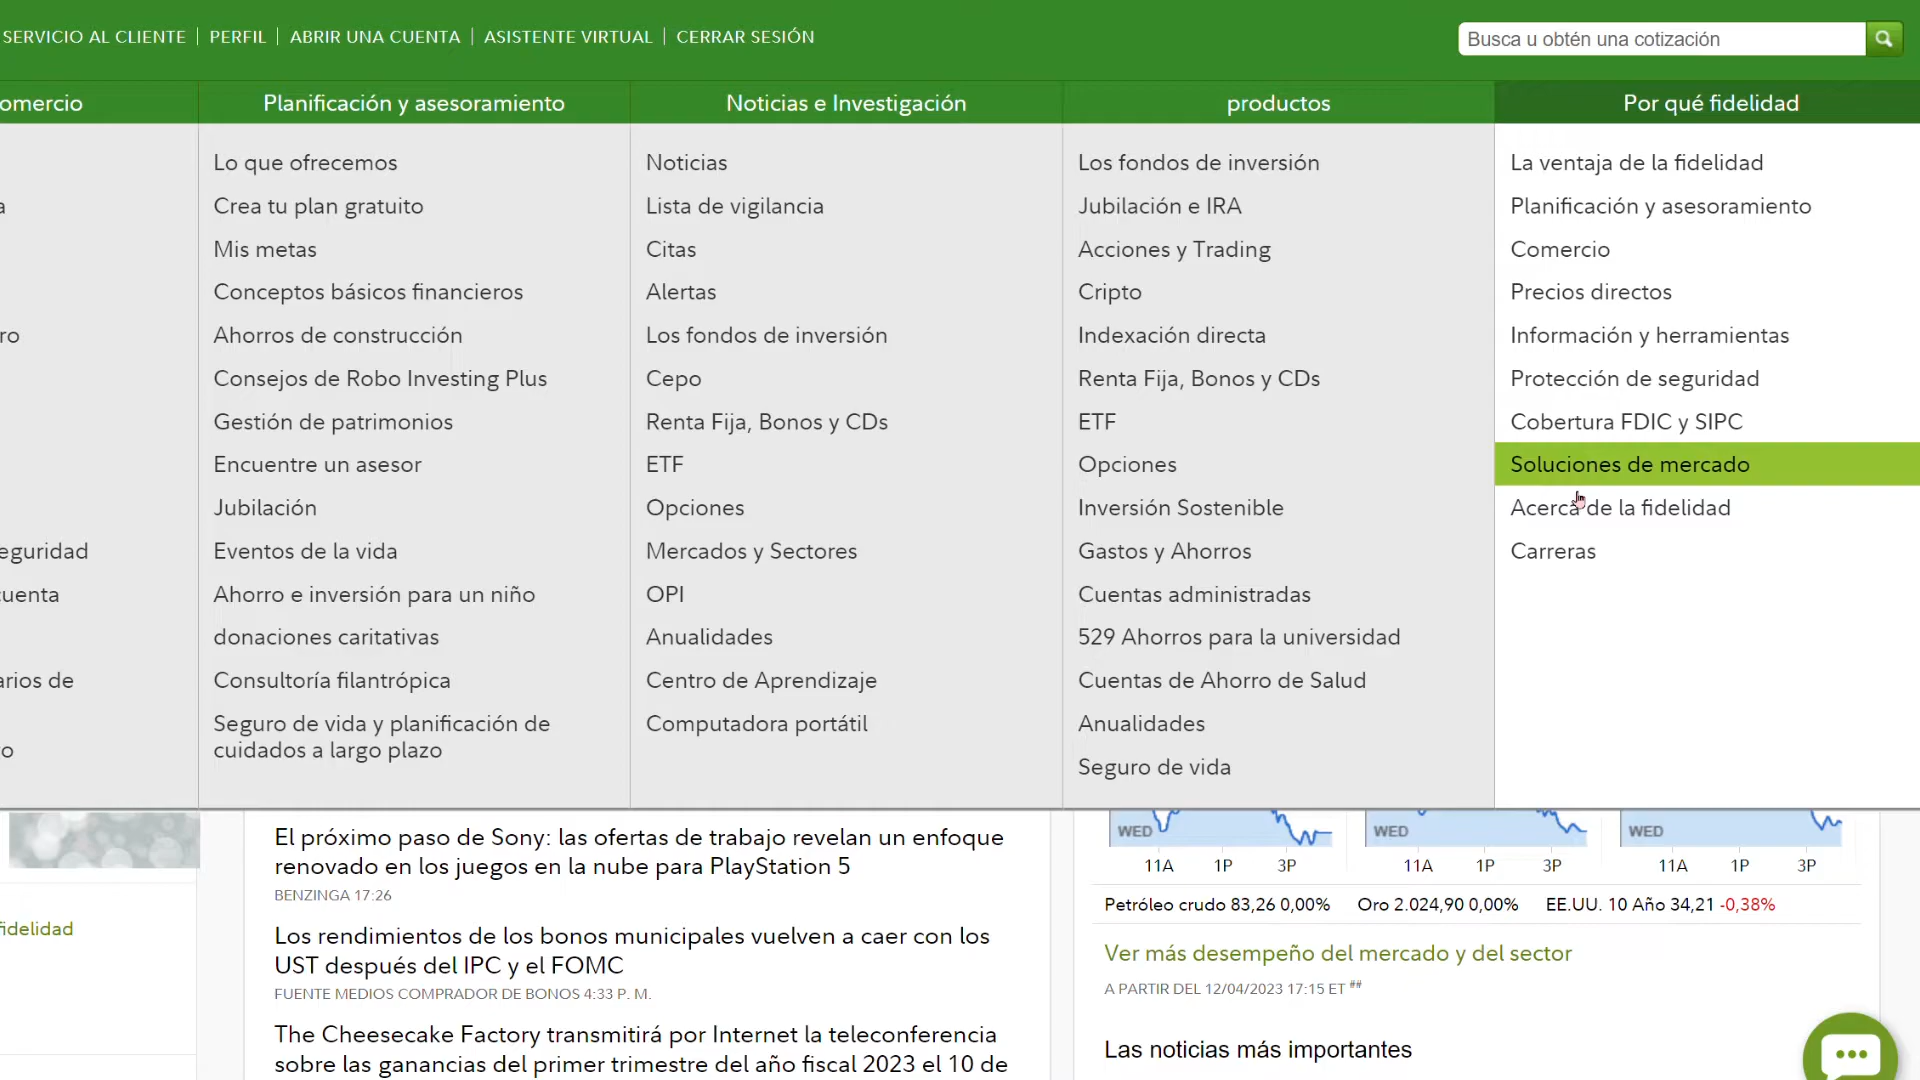 SERVICIO AL CLIENTE PERFIL ABRIR UNA CUENTA ASISTENTE VIRTUAL CERRAR SESIÓN
Busca u obtén una cotización
omercio
Planificación y asesoramiento
Noticias e Investigación
productos
Por qué fidelidad
a
ro
eguridad
cuenta
arios de
o
Lo que ofrecemos
Crea tu plan gratuito
Mis metas
Conceptos básicos financieros
Ahorros de construcción
Consejos de Robo Investing Plus
Gestión de patrimonios
Encuentre un asesor
Jubilación
Eventos de la vida
Ahorro e inversión para un niño
donaciones caritativas
Consultoría filantrópica
Seguro de vida y planificación de
cuidados a largo plazo
Noticias
Lista de vigilancia
Citas
Alertas
Los fondos de inversión
Cepo
Renta Fija, Bonos y CDs
ETF
Opciones
Mercados y Sectores
OPI
Anualidades
Centro de Aprendizaje
Computadora portátil
Los fondos de inversión
Jubilación e IRA
Acciones y Trading
Cripto
Indexación directa
Renta Fija, Bonos y CDs
ETF
Opciones
Inversión Sostenible
Gastos y Ahorros
Cuentas administradas
529 Ahorros para la universidad
Cuentas de Ahorro de Salud
Anualidades
Seguro de vida
La ventaja de la fidelidad
Planificación y asesoramiento
Comercio
Precios directos
Información y herramientas
Protección de seguridad
Cobertura FDIC y SIPC
Soluciones de mercado
Acerca de la fidelidad
Carreras
fidelidad
El próximo paso de Sony: las ofertas de trabajo revelan un enfoque
renovado en los juegos en la nube para PlayStation 5
BENZINGA 17:26
Los rendimientos de los bonos municipales vuelven a caer con los
UST después del IPC y el FOMC
FUENTE MEDIOS COMPRADOR DE BONOS 4:33 P. M.
The Cheesecake Factory transmitirá por Internet la teleconferencia
sobre las ganancias del primer trimestre del año fiscal 2023 el 10 de
WED WED WED
11A 1P 3P 11A 1P 3P 11A 1P 3P
Petróleo crudo 83,26 0,00% Oro 2.024,90 0,00% EE.UU. 10 Año 34,21 -0,38%
Ver más desempeño del mercado y del sector
A PARTIR DEL 12/04/2023 17:15 ET ##
Las noticias más importantes